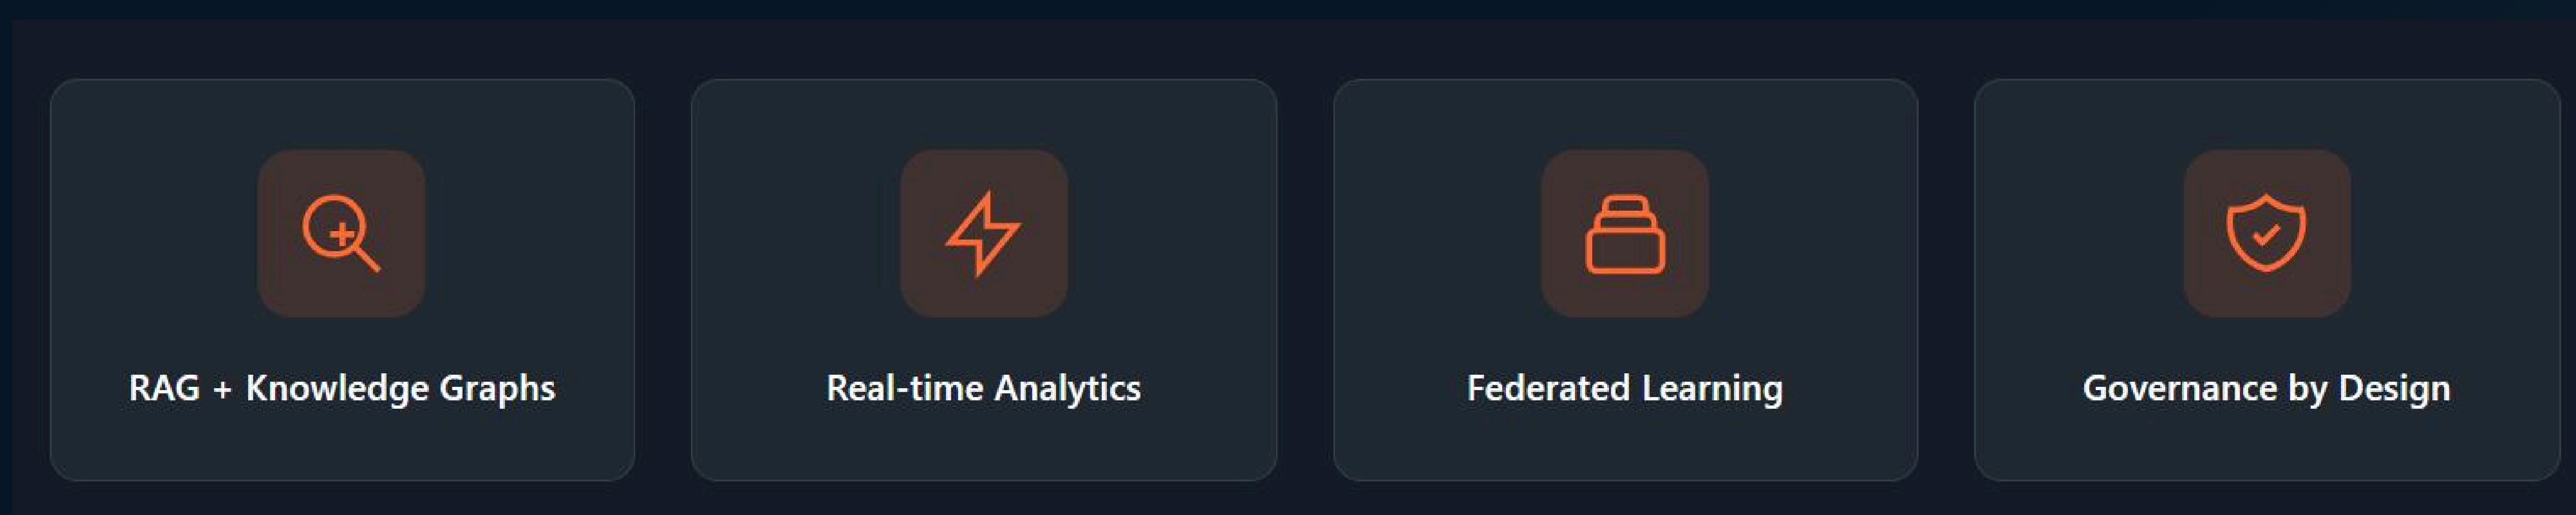 RAG + Knowledge Graphs
Real-time Analytics
Federated Learning
Governance by Design